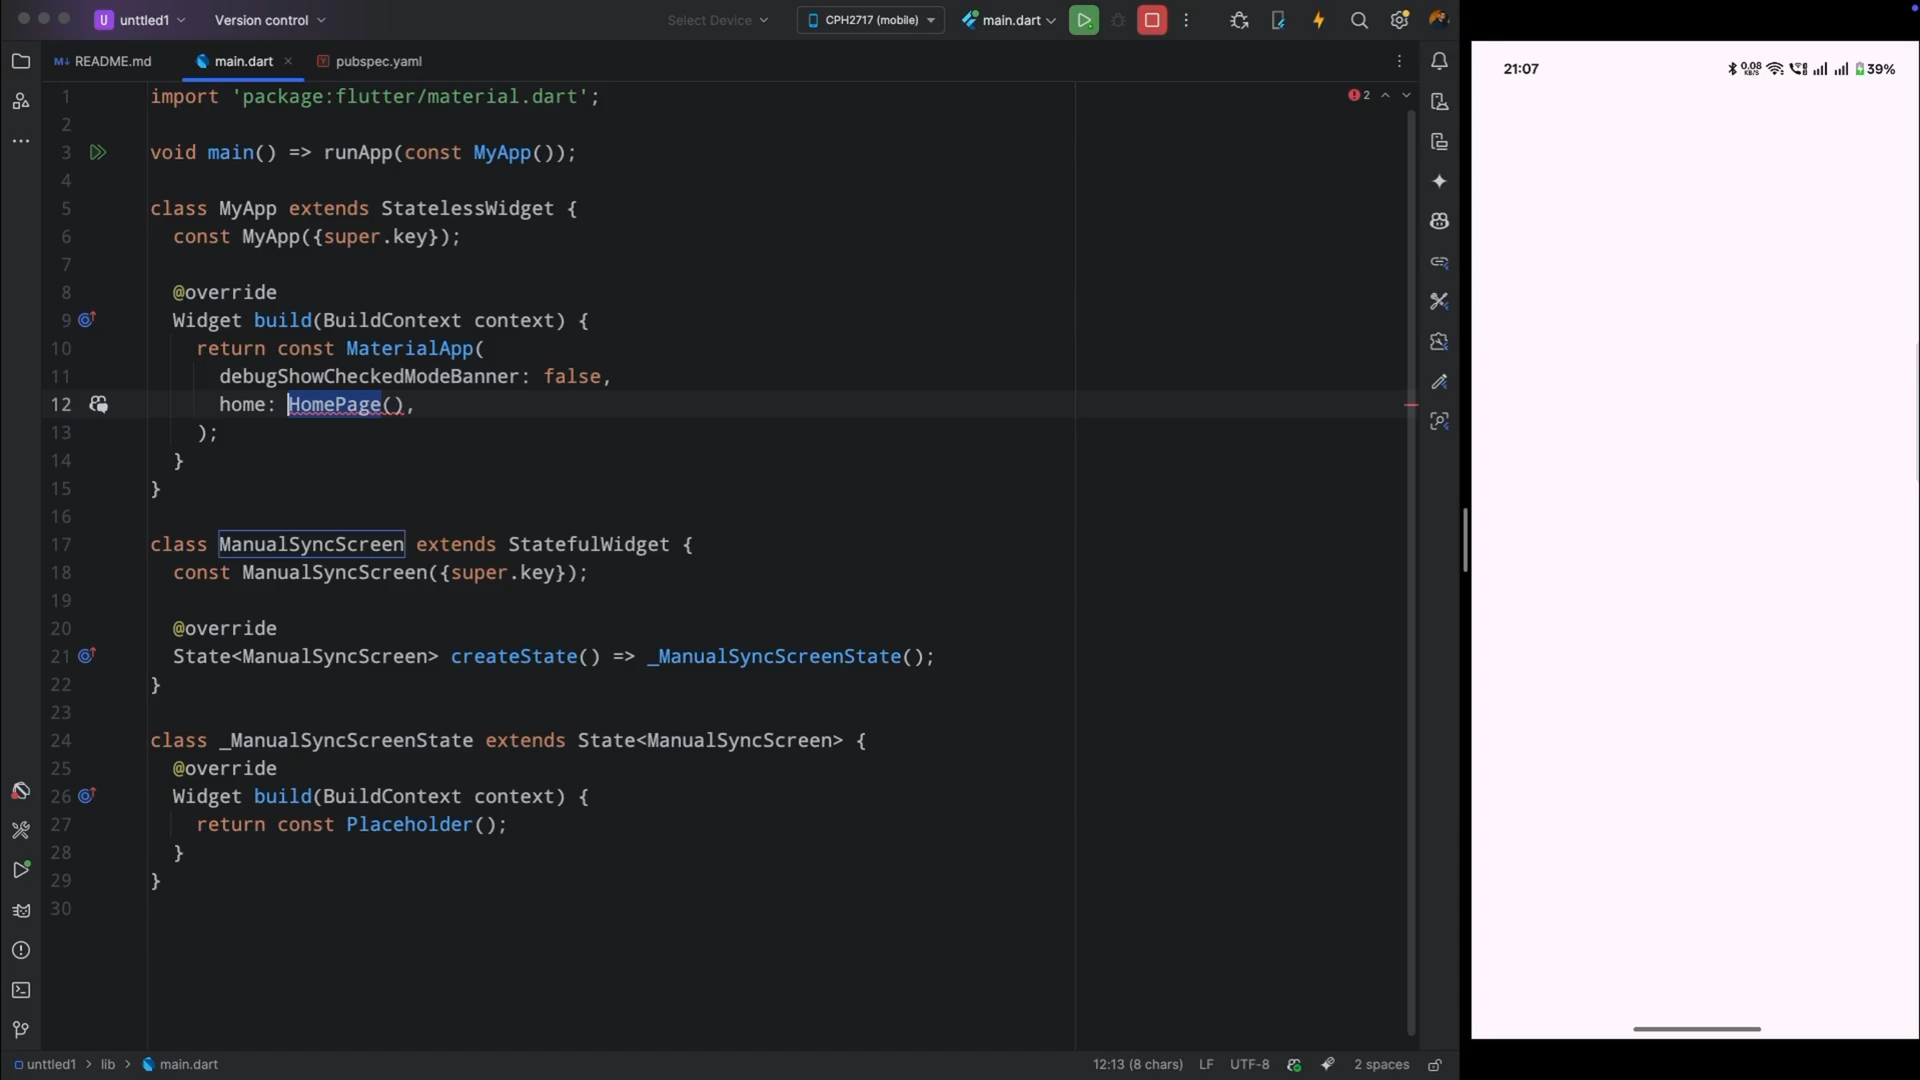 U untitled1 Version control Select Device CPH2717 (mobile) main.dart
README.md main.dart pubspec.yaml
2
1 import 'package:flutter/material.dart';
2
3 void main() => runApp(const MyApp());
4
5 class MyApp extends StatelessWidget {
6 const MyApp({super.key});
7
8 @override
9 Widget build(BuildContext context) {
10 return const MaterialApp(
11 debugShowCheckedModeBanner: false,
12 home: HomePage(),
13 );
14 }
15 }
16
17 class ManualSyncScreen extends StatefulWidget {
18 const ManualSyncScreen({super.key});
19
20 @override
21 State<ManualSyncScreen> createState() => _ManualSyncScreenState();
22 }
23
24 class _ManualSyncScreenState extends State<ManualSyncScreen> {
25 @override
26 Widget build(BuildContext context) {
27 return const Placeholder();
28 }
29 }
30
untitled1 > lib > main.dart 12:13 (8 chars) LF UTF-8 2 spaces
21:07 0.08 KB/S 39%